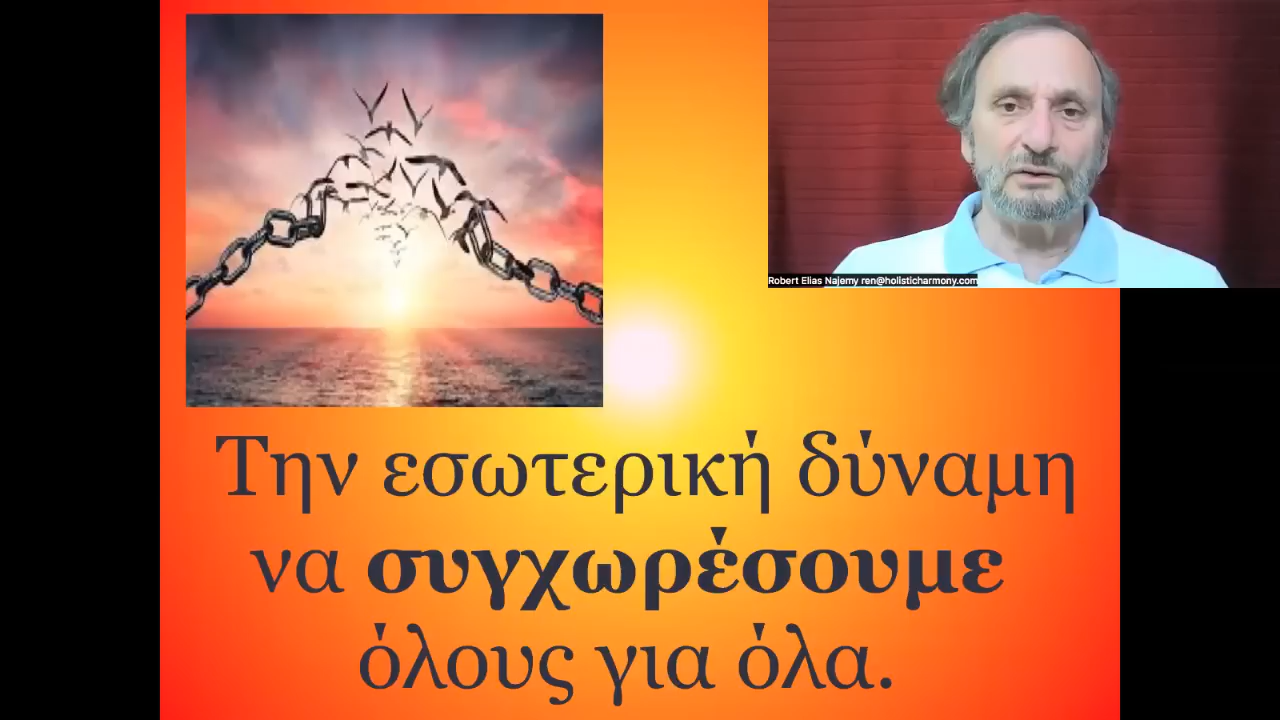 Robert Elias Najemy ren@holisticharmony.com
Την εσωτερική δύναμη
να συγχωρέσουμε
όλους για όλα.